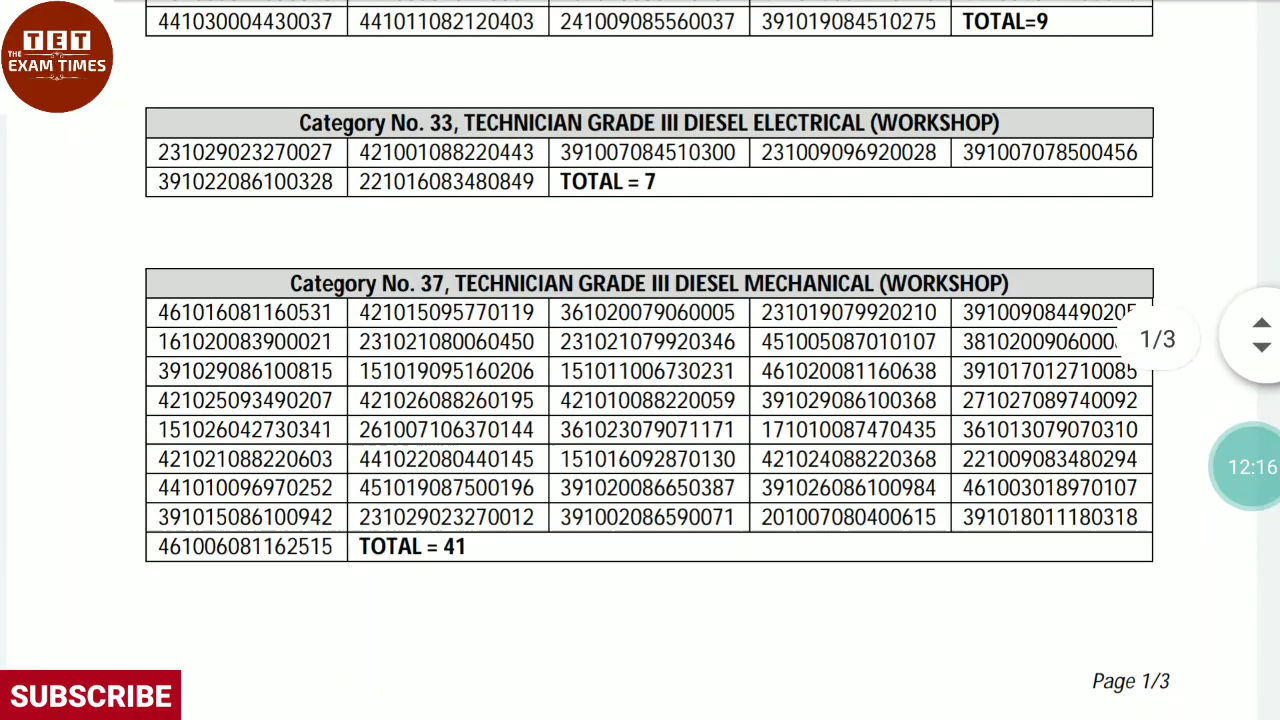 441030004430037 441011082120403 241009085560037 391019084510275 TOTAL=9
TET
THE
EXAM TIMES
Category No. 33, TECHNICIAN GRADE III DIESEL ELECTRICAL (WORKSHOP)
231029023270027 421001088220443 391007084510300 231009096920028 391007078500456
391022086100328 221016083480849 TOTAL = 7
Category No. 37, TECHNICIAN GRADE III DIESEL MECHANICAL (WORKSHOP)
461016081160531 421015095770119 361020079060005 231019079920210 391009084490205
161020083900021 231021080060450 231021079920346 451005087010107
1/3
391029086100815 151019095160206 151011006730231 461020081160638 391017012710085
421025093490207 421026088260195 421010088220059 391029086100368 271027089740092
151026042730341 261007106370144 361023079071171 171010087470435 361013079070310
421021088220603 441022080440145 151016092870130 421024088220368 221009083480294
12:16
441010096970252 451019087500196 391020086650387 391026086100984 461003018970107
391015086100942 231029023270012 391002086590071 201007080400615 391018011180318
461006081162515 TOTAL = 41
Page 1/3
SUBSCRIBE